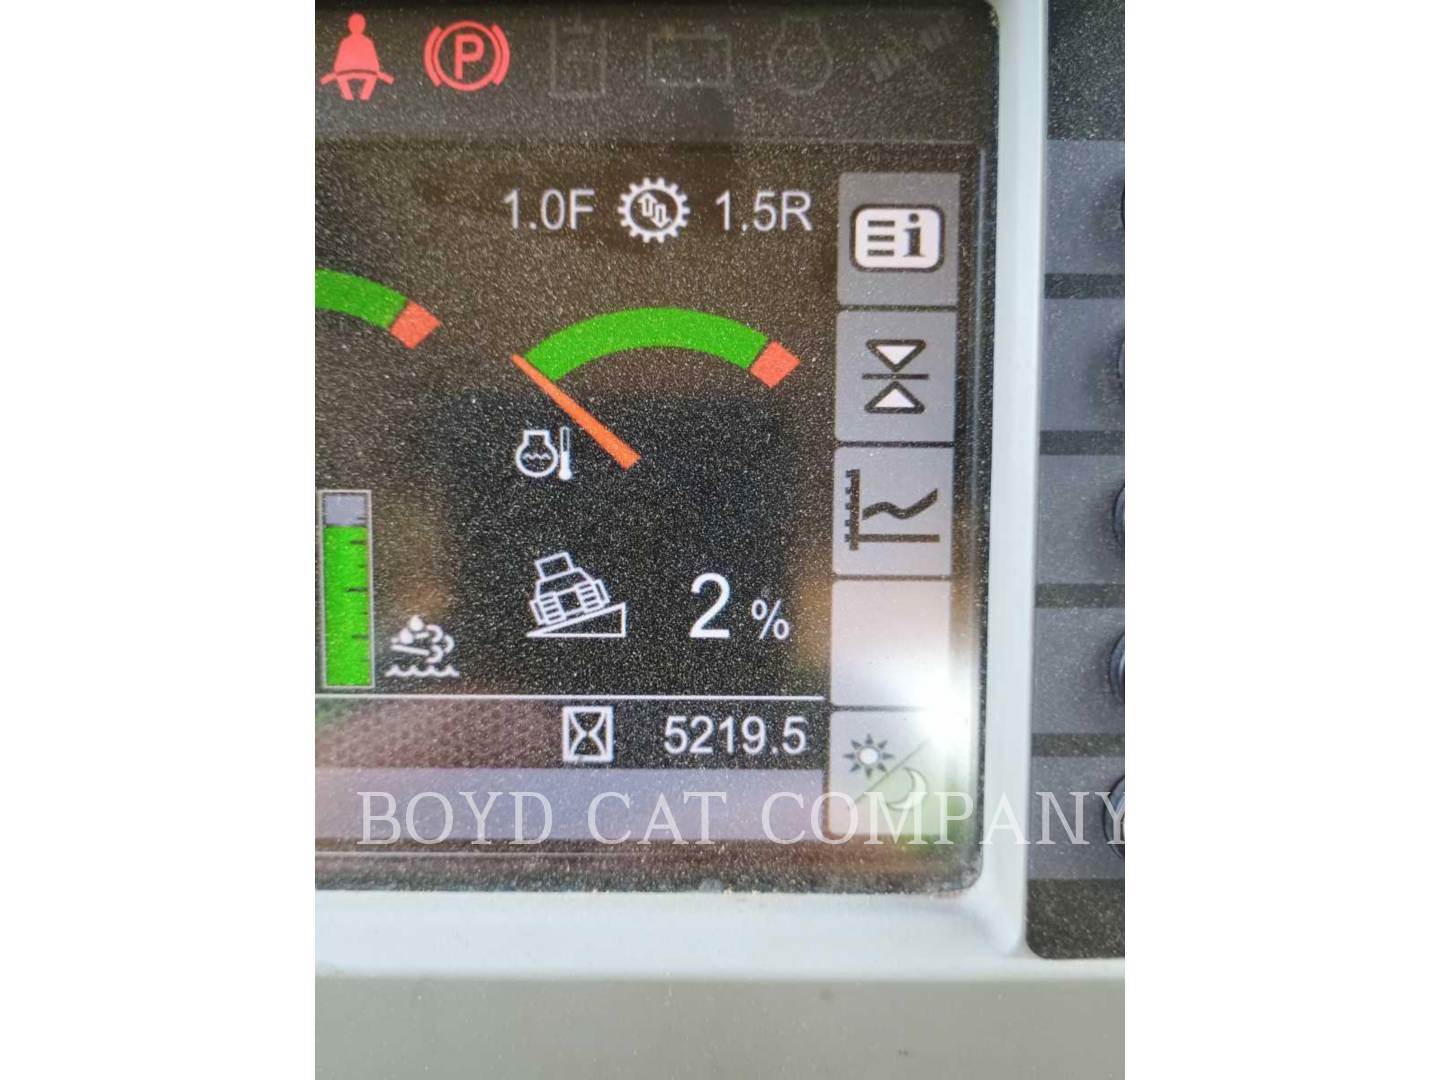 P
1.0F 1.5R
i
2 %
5219.5
BOYD CAT COMPANY